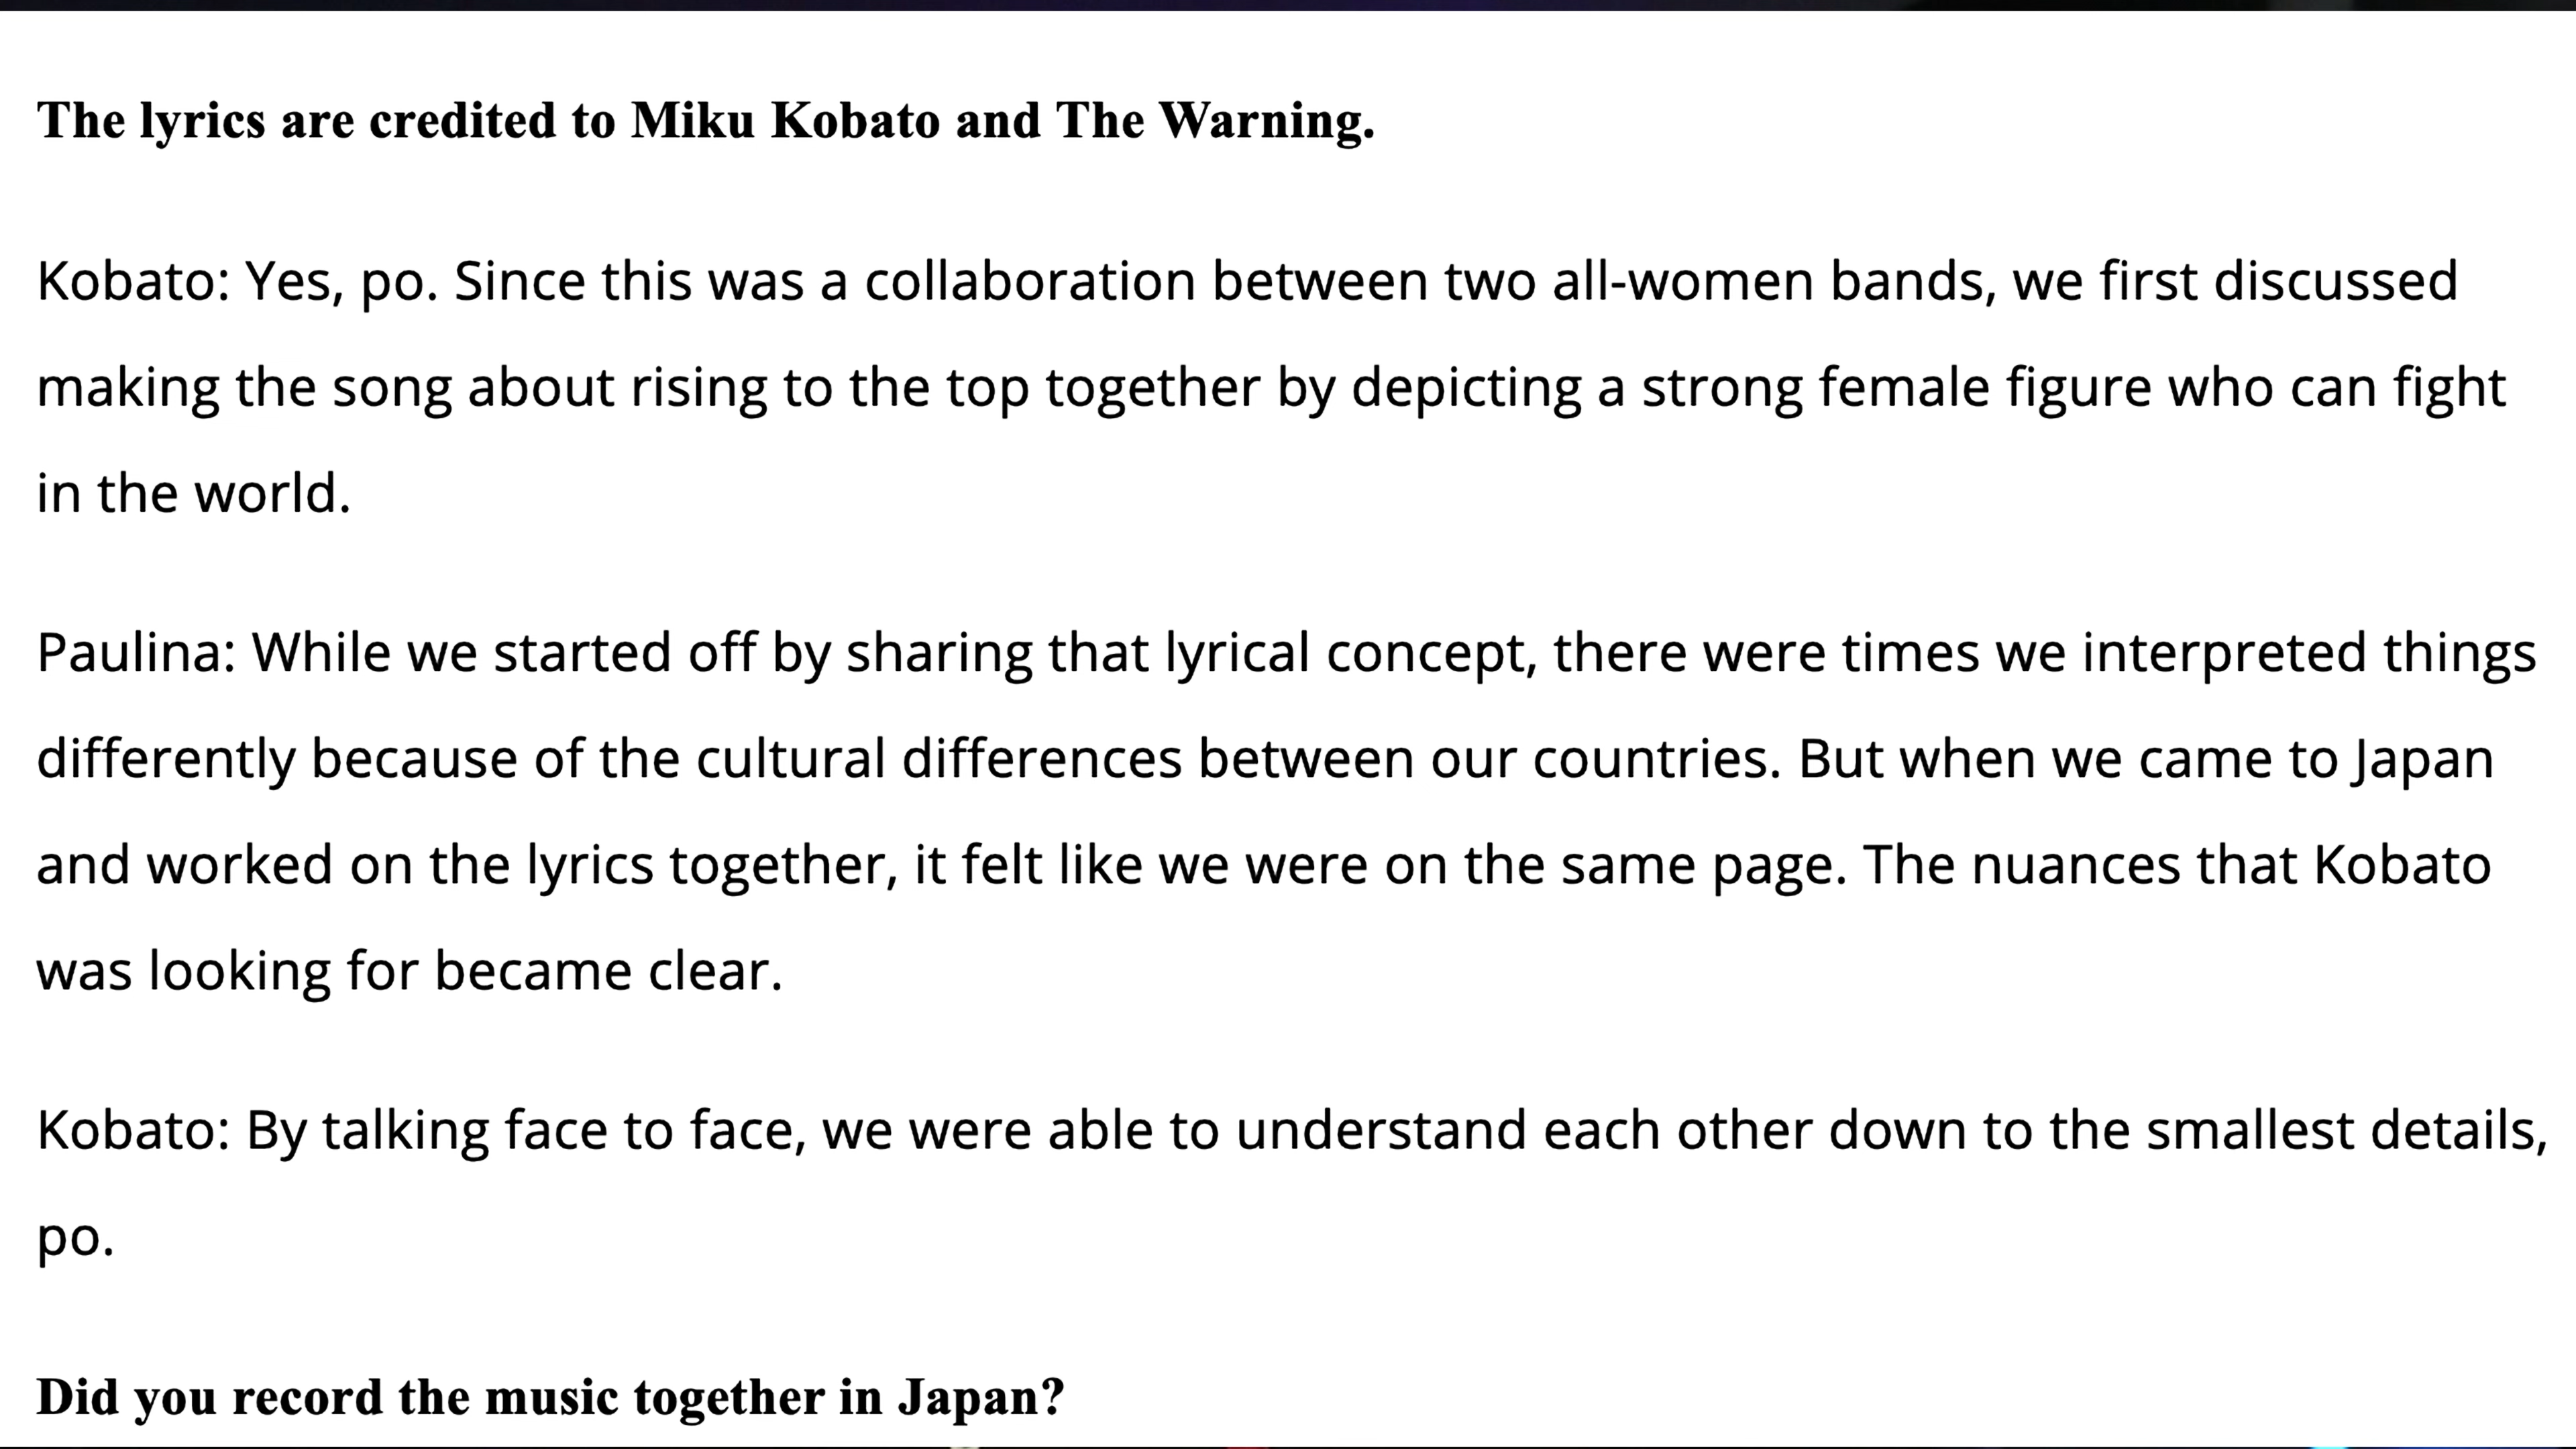 The lyrics are credited to Miku Kobato and The Warning.
Kobato: Yes, po. Since this was a collaboration between two all-women bands, we first discussed
making the song about rising to the top together by depicting a strong female figure who can fight
in the world.
Paulina: While we started off by sharing that lyrical concept, there were times we interpreted things
differently because of the cultural differences between our countries. But when we came to Japan
and worked on the lyrics together, it felt like we were on the same page. The nuances that Kobato
was looking for became clear.
Kobato: By talking face to face, we were able to understand each other down to the smallest details,
po.
Did you record the music together in Japan?